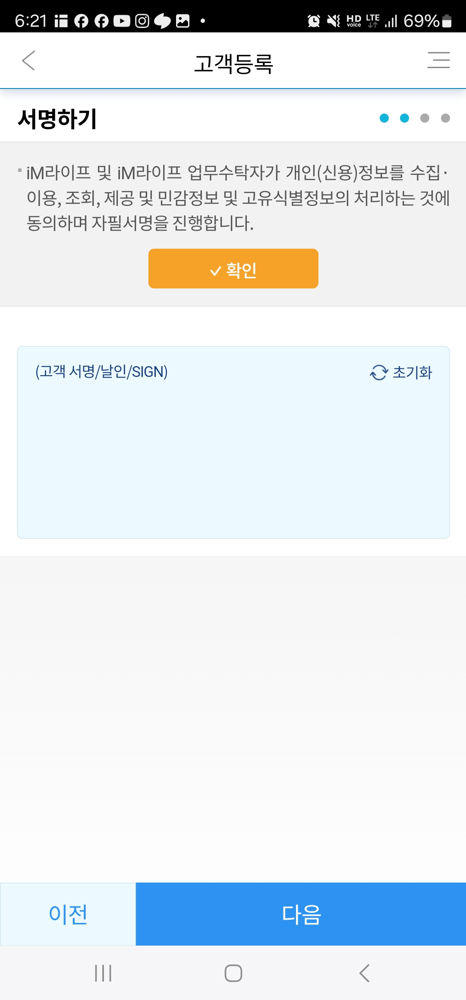 6:21 HD voice LTE 69%
고객등록
서명하기
iM라이프 및 iM라이프 업무수탁자가 개인(신용)정보를 수집·
이용, 조회, 제공 및 민감정보 및 고유식별정보의 처리하는 것에
동의하며 자필서명을 진행합니다.
확인
(고객 서명/날인/SIGN) 초기화
이전 다음